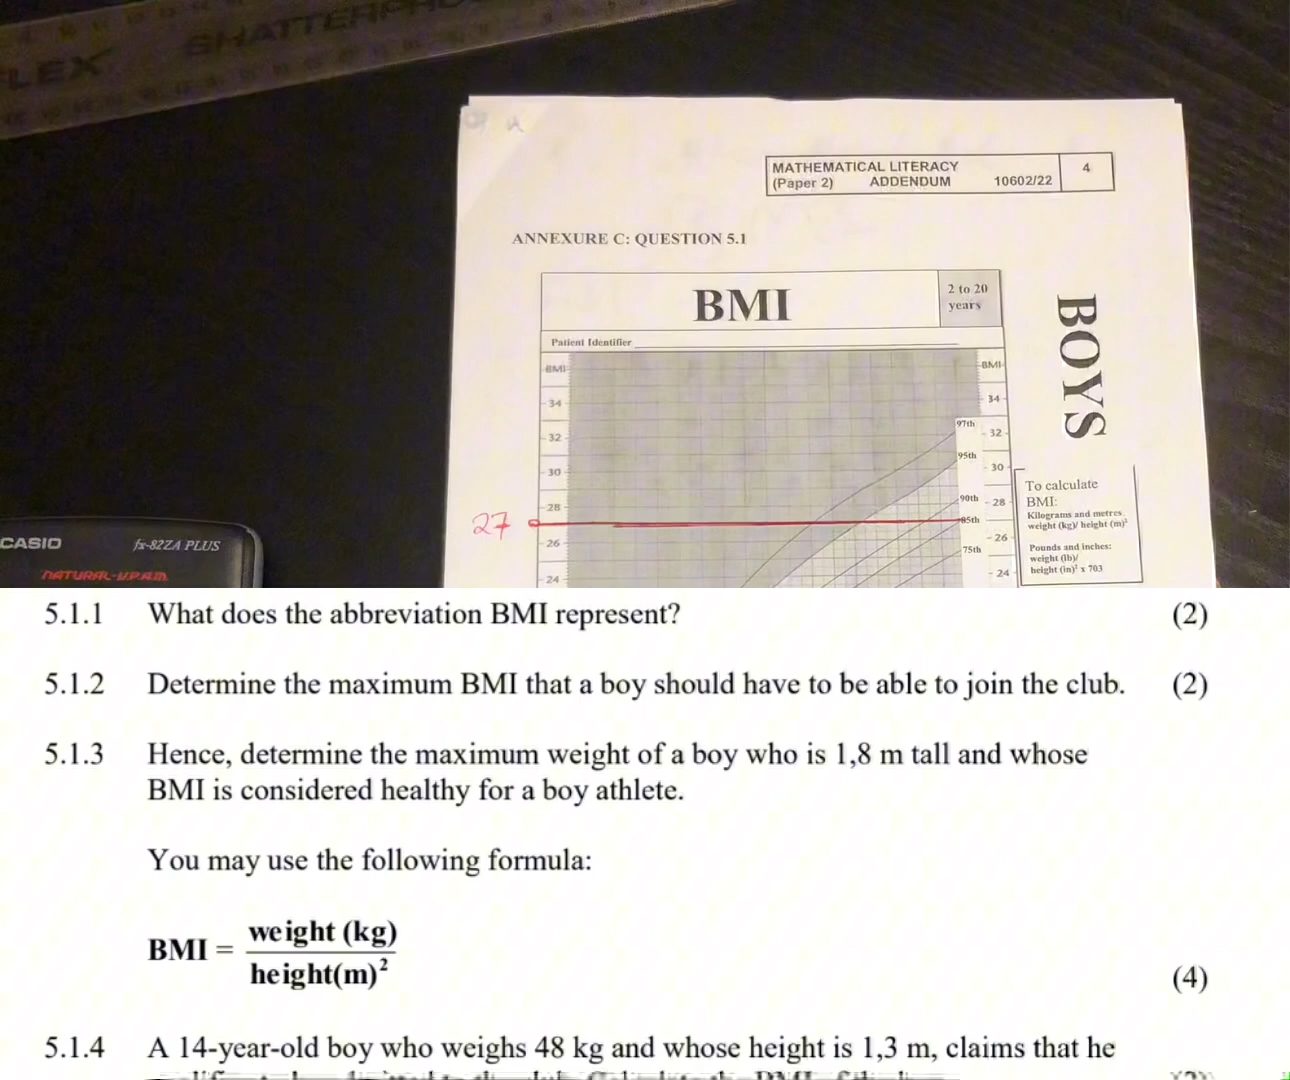 LEX SHATTERPRO
MATHEMATICAL LITERACY
(Paper 2) ADDENDUM 10602/22
4
ANNEXURE C: QUESTION 5.1
BMI
2 to 20
years
BOYS
Patient Identifier
BMI BMI
34 34
97th
32 32
95th
30 30
90th
28 28
27
85th
26 26
75th
24 24
To calculate
BMI:
Kilograms and metres
weight (kg)/ height (m)²
Pounds and inches:
weight (lb)/
height (in)² x 703
CASIO fx-82ZA PLUS
NATURAL-V.P.A.M.
5.1.1 What does the abbreviation BMI represent? (2)
5.1.2 Determine the maximum BMI that a boy should have to be able to join the club. (2)
5.1.3 Hence, determine the maximum weight of a boy who is 1,8 m tall and whose
BMI is considered healthy for a boy athlete.
You may use the following formula:
BMI = weight (kg) / height(m)² (4)
5.1.4 A 14-year-old boy who weighs 48 kg and whose height is 1,3 m, claims that he